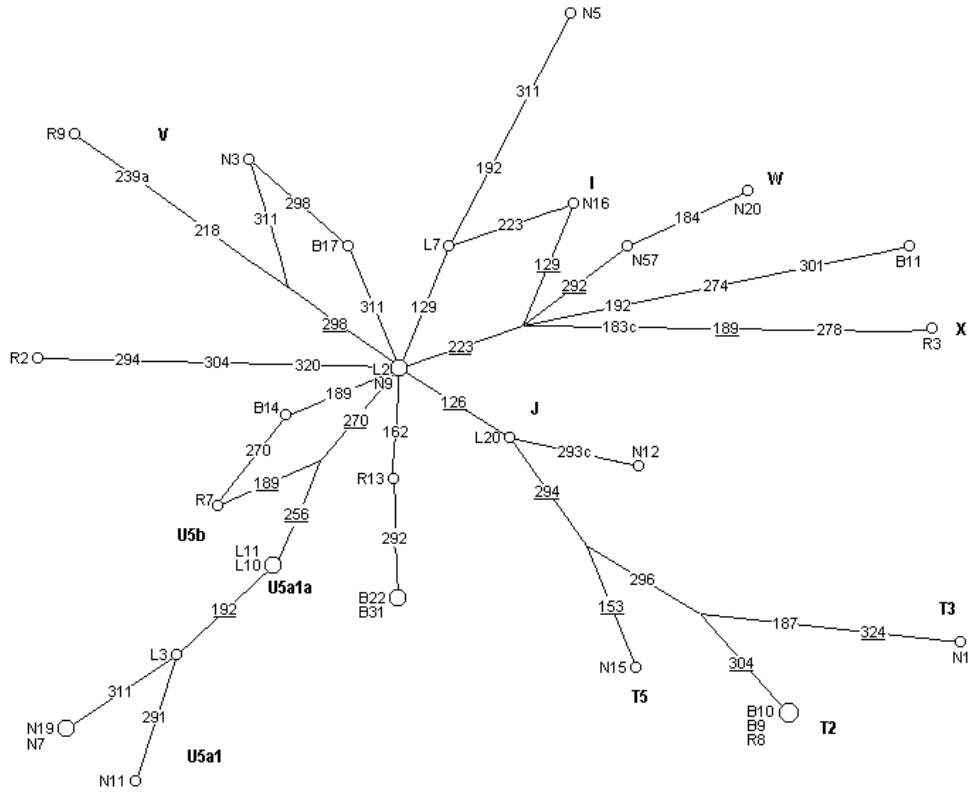 N5
311
R9
V
N3
239a
192
I
W
298
N16
184
N20
311
218
223
B17
L7
N57
B11
129
301
292
274
192
311
129
298
223
183c
189
278
X
R3
R2
294
304
320
L2
N9
189
126
J
B14
270
162
L20
293c
N12
270
189
R13
294
R7
256
U5b
292
L11
L10
U5a1a
296
B22
B31
192
153
187
324
T3
N1
L3
304
N15
T5
311
291
B10
B9
R8
T2
N19
N7
U5a1
N11